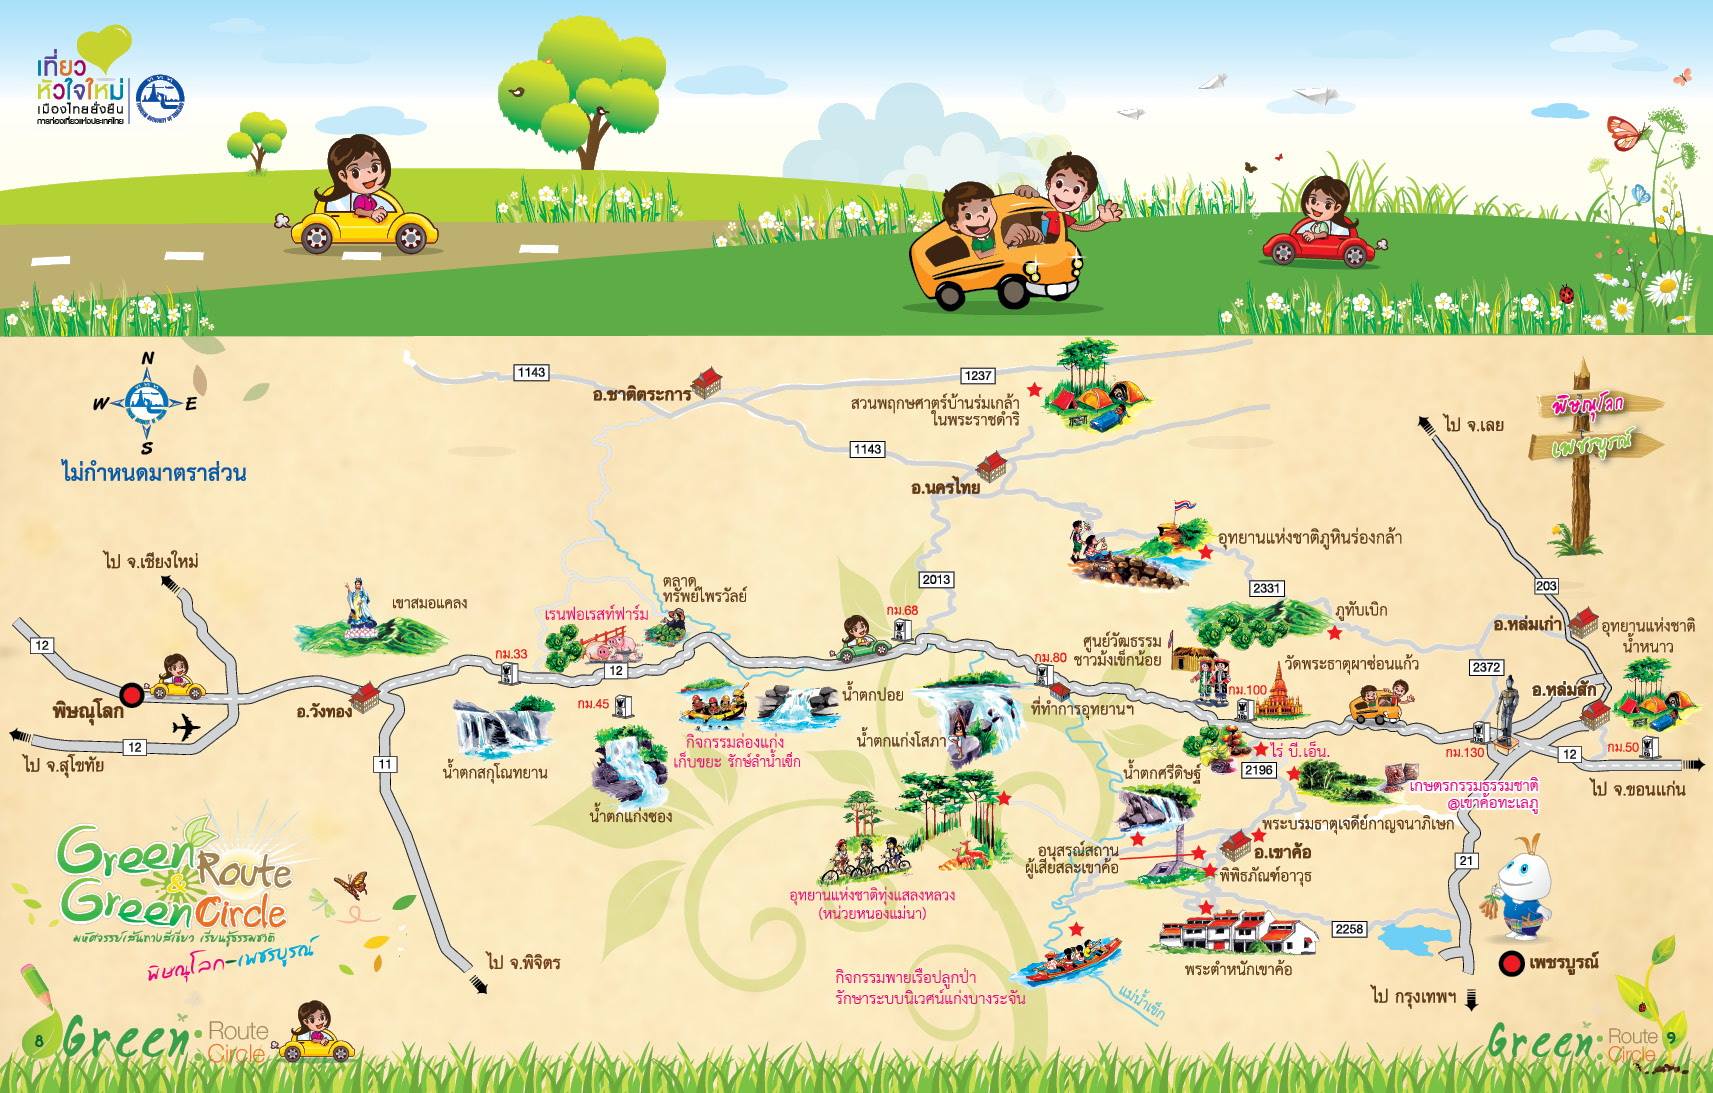 เที่ยว
หัวใจใหม่
เมืองไทยยั่งยืน
การท่องเที่ยวแห่งประเทศไทย
N
W
E
S
ไม่กำหนดมาตราส่วน
1143
อ.ชาติตระการ
1237
สวนพฤกษศาตร์บ้านร่มเกล้า
ในพระราชดำริ
1143
อ.นครไทย
ไป จ.เลย
พิษณุโลก
เพชรบูรณ์
อุทยานแห่งชาติภูหินร่องกล้า
ไป จ.เชียงใหม่
เขาสมอแคลง
ตลาด
ทรัพย์ไพรวัลย์
เรนฟอเรสท์ฟาร์ม
2013
กม.68
2331
ภูทับเบิก
203
อ.หล่มเก่า
อุทยานแห่งชาติ
น้ำหนาว
12
กม.33
12
ศูนย์วัฒธรรม
ชาวม้งเข็กน้อย
กม.80
วัดพระธาตุผาซ่อนแก้ว
2372
อ.หล่มสัก
พิษณุโลก
อ.วังทอง
กม.45
น้ำตกปอย
ที่ทำการอุทยานฯ
กม.100
12
ไป จ.สุโขทัย
11
น้ำตกสกุโณทยาน
กิจกรรมล่องแก่ง
เก็บขยะ รักษ์ลำน้ำเข็ก
น้ำตกแก่งโสภา
ไร่ บี.เอ็น.
2196
กม.130
12
กม.50
ไป จ.ขอนแก่น
น้ำตกแก่งซอง
น้ำตกศรีดิษฐ์
เกษตรกรรมธรรมชาติ
@เขาค้อทะเลภู
พระบรมธาตุเจดีย์กาญจนาภิเษก
อนุสรณ์สถาน
ผู้เสียสละเขาค้อ
อ.เขาค้อ
พิพิธภัณฑ์อาวุธ
21
Green Route
&
Green Circle
มหัศจรรย์เส้นทางสีเขียว เรียนรู้ธรรมชาติ
พิษณุโลก-เพชรบูรณ์
อุทยานแห่งชาติทุ่งแสลงหลวง
(หน่วยหนองแม่นา)
2258
ไป จ.พิจิตร
กิจกรรมพายเรือปลูกป่า
รักษาระบบนิเวศน์แก่งบางระจัน
พระตำหนักเขาค้อ
แม่น้ำเข็ก
เพชรบูรณ์
ไป กรุงเทพฯ
8
Green: Route
Circle
Green: Route
Circle
9